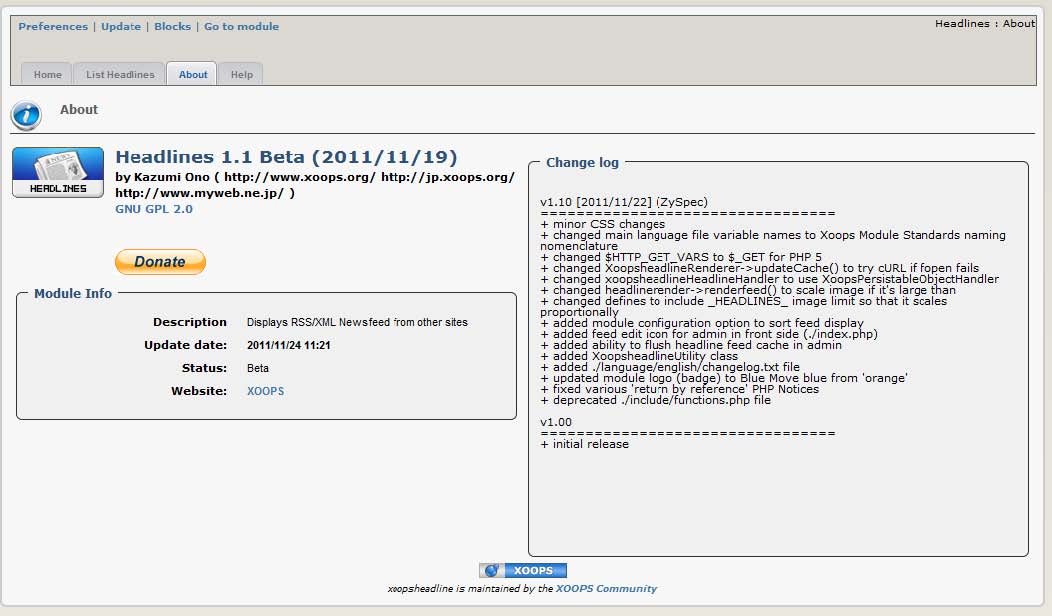 Preferences | Update | Blocks | Go to module
Headlines : About
Home
List Headlines
About
Help
About
NEWS
HEADLINES
Headlines 1.1 Beta (2011/11/19)
by Kazumi Ono ( http://www.xoops.org/ http://jp.xoops.org/
http://www.myweb.ne.jp/ )
GNU GPL 2.0
Donate
Module Info
Description Displays RSS/XML Newsfeed from other sites
Update date: 2011/11/24 11:21
Status: Beta
Website: XOOPS
Change log
v1.10 [2011/11/22] (ZySpec)
=================================
+ minor CSS changes
+ changed main language file variable names to Xoops Module Standards naming
nomenclature
+ changed $HTTP_GET_VARS to $_GET for PHP 5
+ changed XoopsheadlineRenderer->updateCache() to try cURL if fopen fails
+ changed xoopsheadlineHeadlineHandler to use XoopsPersistableObjectHandler
+ changed headlinerender->renderfeed() to scale image if it's large than
+ changed defines to include _HEADLINES_ image limit so that it scales
proportionally
+ added module configuration option to sort feed display
+ added feed edit icon for admin in front side (./index.php)
+ added ability to flush headline feed cache in admin
+ added XoopsheadlineUtility class
+ added ./language/english/changelog.txt file
+ updated module logo (badge) to Blue Move blue from 'orange'
+ fixed various 'return by reference' PHP Notices
+ deprecated ./include/functions.php file
v1.00
=================================
+ initial release
XOOPS
xoopsheadline is maintained by the XOOPS Community